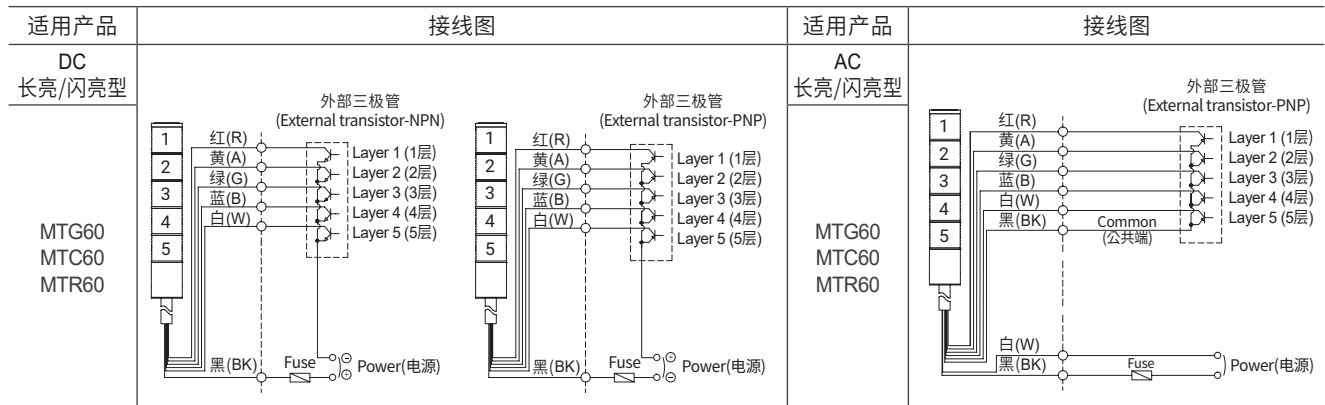 适用产品
接线图
适用产品
接线图
DC
长亮/闪亮型
MTG60
MTC60
MTR60
外部三极管
(External transistor-NPN)
1
2
3
4
5
红(R)
黄(A)
绿(G)
蓝(B)
白(W)
Layer 1 (1层)
Layer 2 (2层)
Layer 3 (3层)
Layer 4 (4层)
Layer 5 (5层)
黑(BK)
Fuse
⊖
⊕
Power(电源)
外部三极管
(External transistor-PNP)
1
2
3
4
5
红(R)
黄(A)
绿(G)
蓝(B)
白(W)
Layer 1 (1层)
Layer 2 (2层)
Layer 3 (3层)
Layer 4 (4层)
Layer 5 (5层)
黑(BK)
Fuse
⊕
⊖
Power(电源)
AC
长亮/闪亮型
MTG60
MTC60
MTR60
外部三极管
(External transistor-PNP)
1
2
3
4
5
红(R)
黄(A)
绿(G)
蓝(B)
白(W)
黑(BK)
Common
(公共端)
Layer 1 (1层)
Layer 2 (2层)
Layer 3 (3层)
Layer 4 (4层)
Layer 5 (5层)
白(W)
黑(BK)
Fuse
Power(电源)